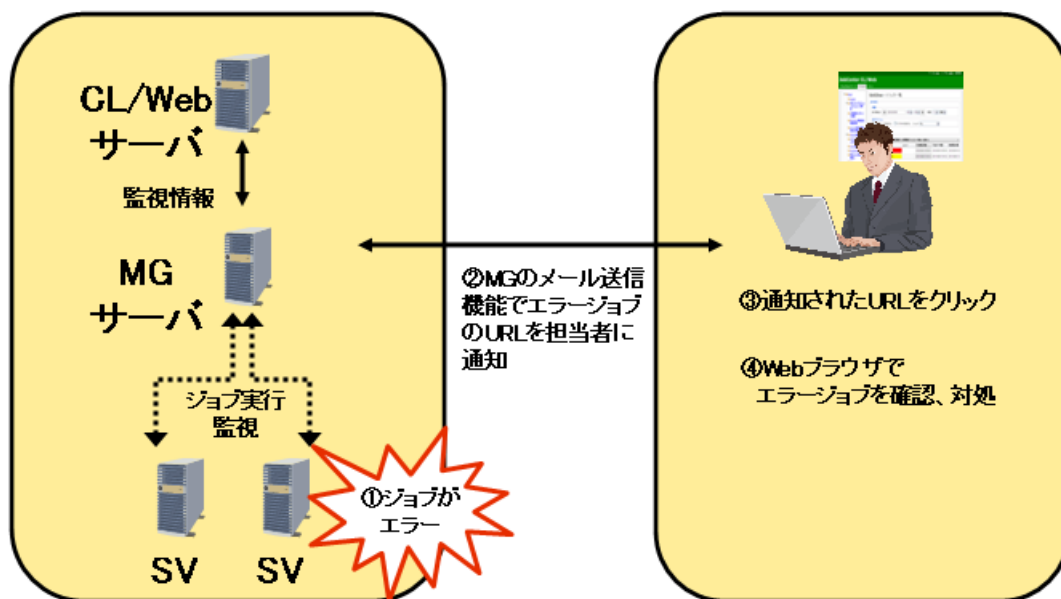 CL/Web
サーバ
監視情報
MG
サーバ
ジョブ実行
監視
SV
SV
①ジョブが
エラー
②MGのメール送信
機能でエラージョブ
のURLを担当者に
通知
③通知されたURLをクリック
④Webブラウザで
エラージョブを確認、対処